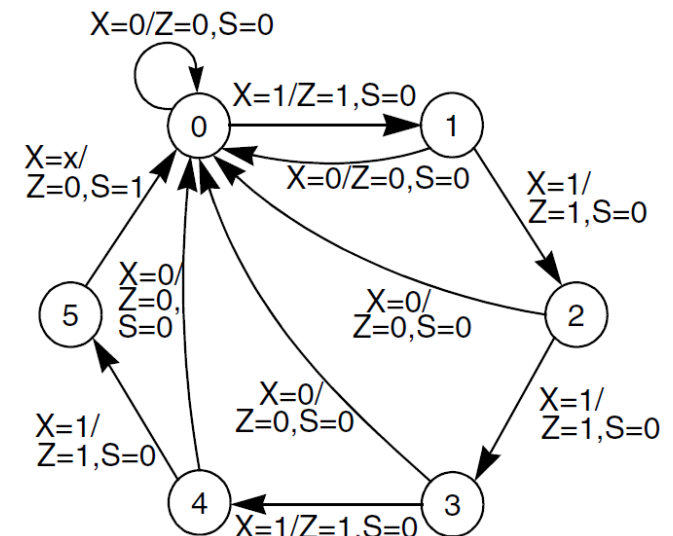 X=0/Z=0,S=0
X=1/Z=1,S=0
0
1
X=0/Z=0,S=0
X=x/
Z=0,S=1
X=1/
Z=1,S=0
X=0/
Z=0,
S=0
5
X=0/
Z=0,S=0
2
X=0/
Z=0,S=0
X=1/
Z=1,S=0
X=1/
Z=1,S=0
4
3
X=1/Z=1,S=0